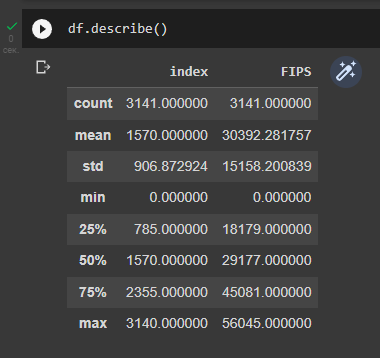 df.describe()
0
сек.
index FIPS
count 3141.000000 3141.000000
mean 1570.000000 30392.281757
std 906.872924 15158.200839
min 0.000000 0.000000
25% 785.000000 18179.000000
50% 1570.000000 29177.000000
75% 2355.000000 45081.000000
max 3140.000000 56045.000000